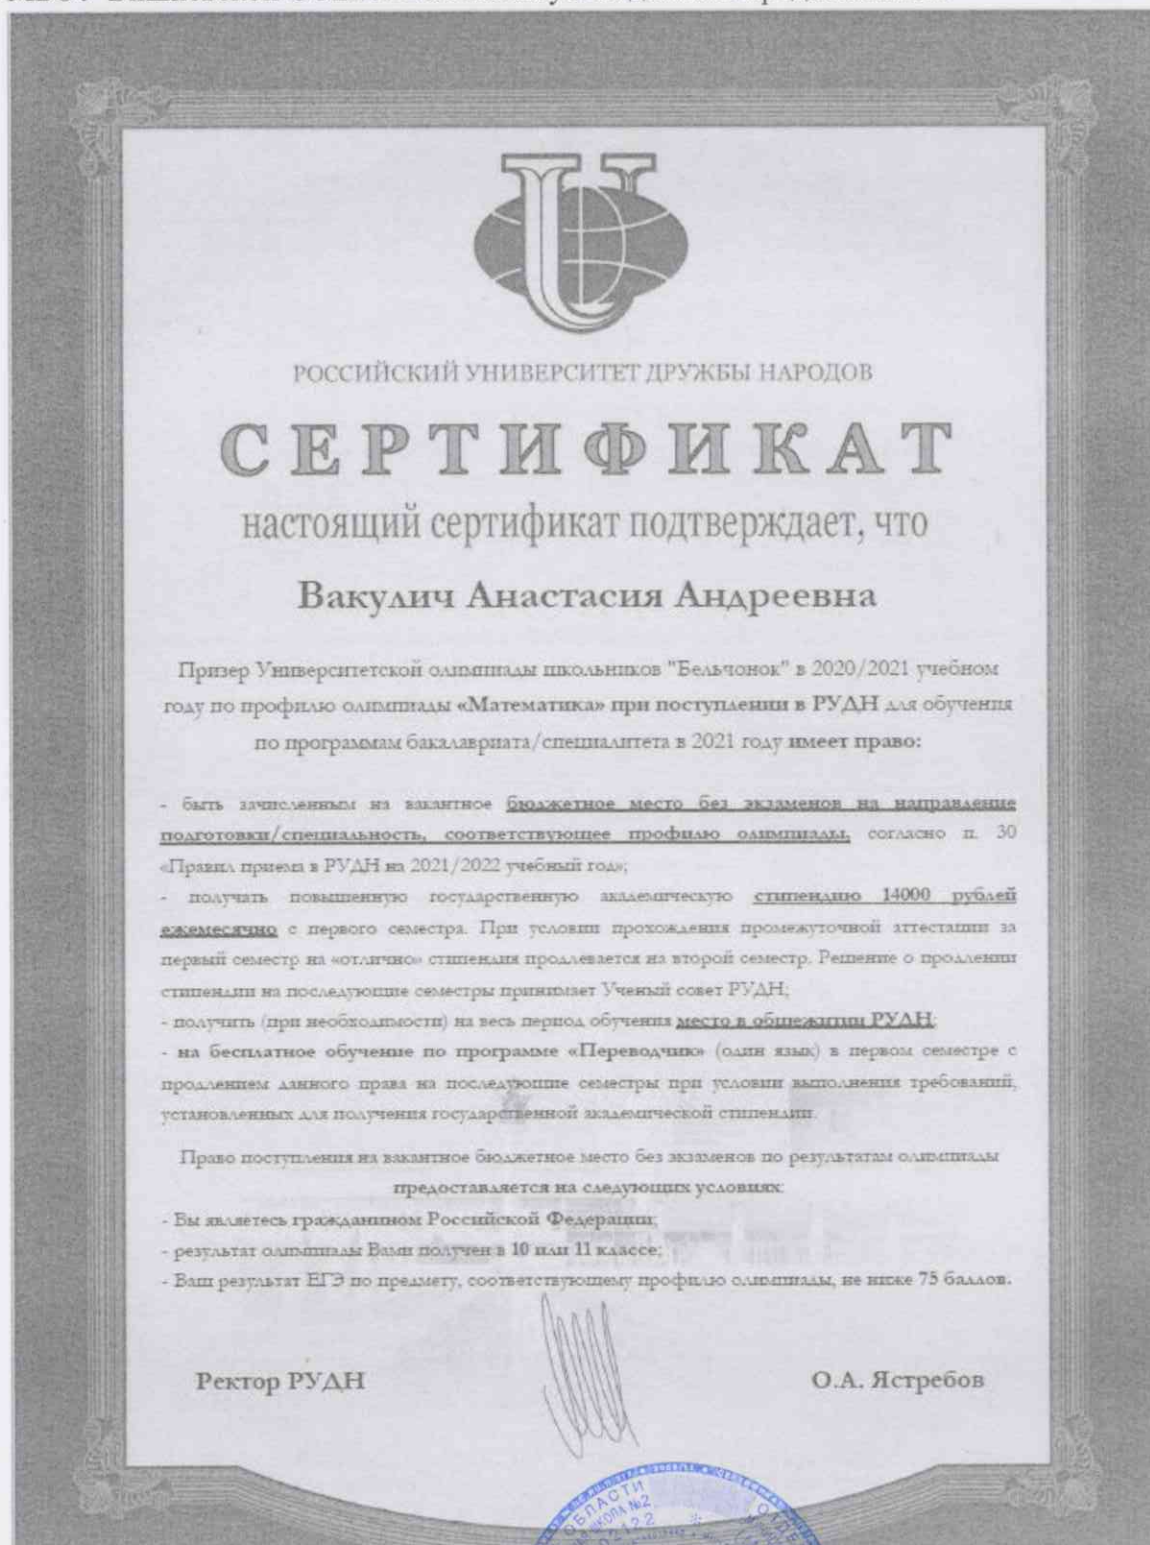 РОССИЙСКИЙ УНИВЕРСИТЕТ ДРУЖБЫ НАРОДОВ
СЕРТИФИКАТ
настоящий сертификат подтверждает, что
Вакулич Анастасия Андреевна
Призер Университетской олимпиады школьников "Бельчонок" в 2020/2021 учебном
году по профилю олимпиады «Математика» при поступлении в РУДН для обучения
по программам бакалавриата/специалитета в 2021 году имеет право:
- быть зачисленным на вакантное бюджетное место без экзаменов на направление
подготовки/специальность, соответствующее профилю олимпиады, согласно п. 30
«Правил приема в РУДН на 2021/2022 учебный год»;
- получать повышенную государственную академическую стипендию 14000 рублей
ежемесячно с первого семестра. При условии прохождения промежуточной аттестации за
первый семестр на «отлично» стипендия продлевается на второй семестр. Решение о продлении
стипендии на последующие семестры принимает Ученый совет РУДН;
- получить (при необходимости) на весь период обучения место в общежитии РУДН;
- на бесплатное обучение по программе «Переводчик» (один язык) в первом семестре с
продлением данного права на последующие семестры при условии выполнения требований,
установленных для получения государственной академической стипендии.
Право поступления на вакантное бюджетное место без экзаменов по результатам олимпиады
предоставляется на следующих условиях:
- Вы являетесь гражданином Российской Федерации;
- результат олимпиады Вами получен в 10 или 11 классе;
- Ваш результат ЕГЭ по предмету, соответствующему профилю олимпиады, не ниже 75 баллов.
Ректор РУДН
О.А. Ястребов
ОБЛАСТИ
ШКОЛА №2